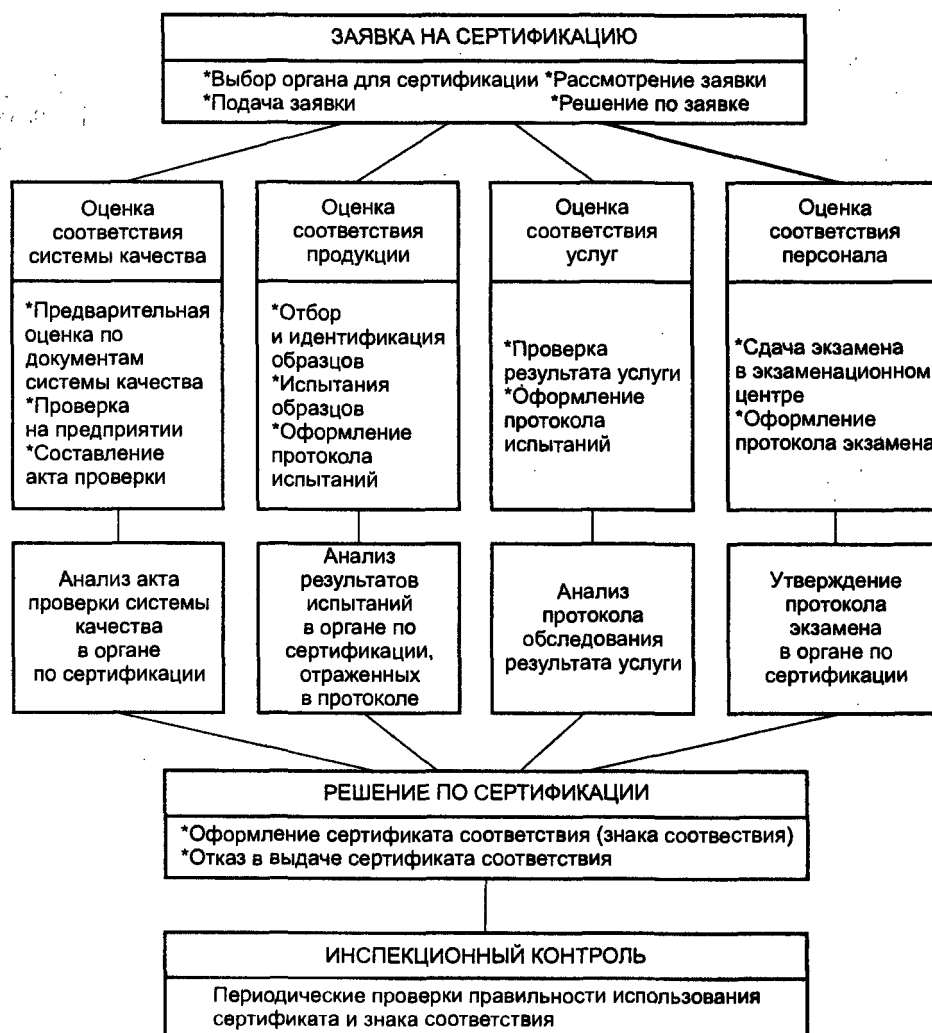 ЗАЯВКА НА СЕРТИФИКАЦИЮ
*Выбор органа для сертификации *Рассмотрение заявки
*Подача заявки *Решение по заявке
Оценка
соответствия
системы качества
*Предварительная
оценка по
документам
системы качества
*Проверка
на предприятии
*Составление
акта проверки
Анализ акта
проверки системы
качества
в органе
по сертификации
Оценка
соответствия
продукции
*Отбор
и идентификация
образцов
*Испытания
образцов
*Оформление
протокола
испытаний
Анализ
результатов
испытаний
в органе по
сертификации,
отраженных
в протоколе
Оценка
соответствия
услуг
*Проверка
результата услуги
*Оформление
протокола
испытаний
Анализ
протокола
обследования
результата услуги
Оценка
соответствия
персонала
*Сдача экзамена
в экзаменационном
центре
*Оформление
протокола экзамена
Утверждение
протокола
экзамена
в органе по
сертификации
РЕШЕНИЕ ПО СЕРТИФИКАЦИИ
*Оформление сертификата соответствия (знака соотвествия)
*Отказ в выдаче сертификата соответствия
ИНСПЕКЦИОННЫЙ КОНТРОЛЬ
Периодические проверки правильности использования
сертификата и знака соответствия